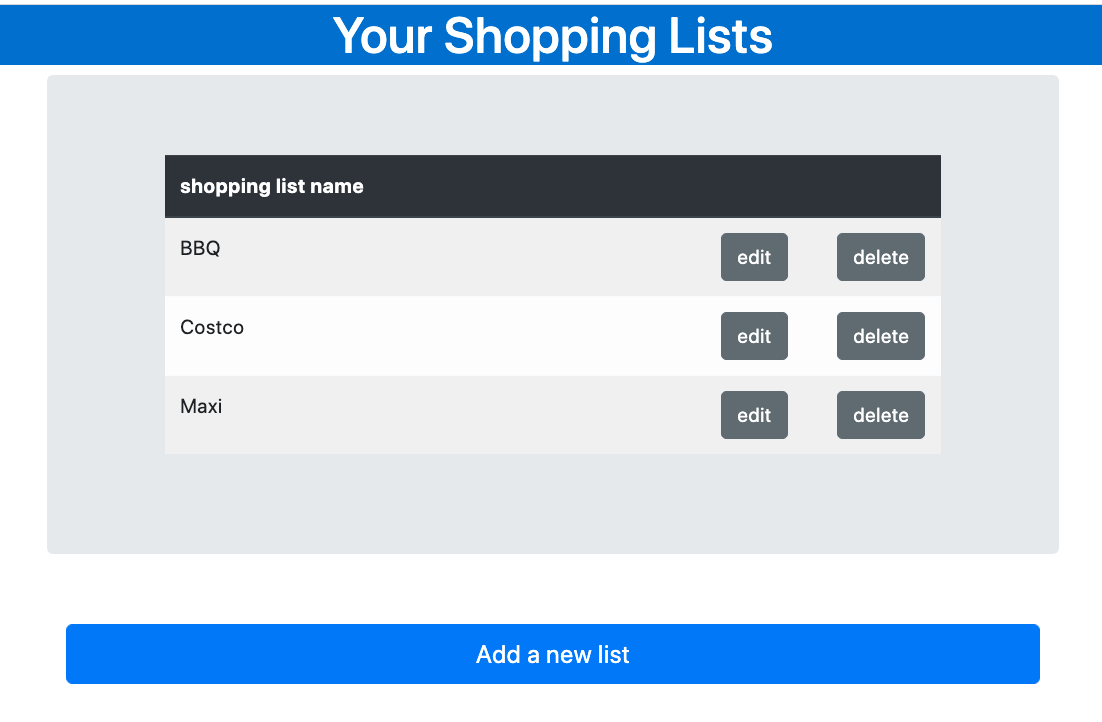 Your Shopping Lists
shopping list name
BBQ edit delete
Costco edit delete
Maxi edit delete
Add a new list